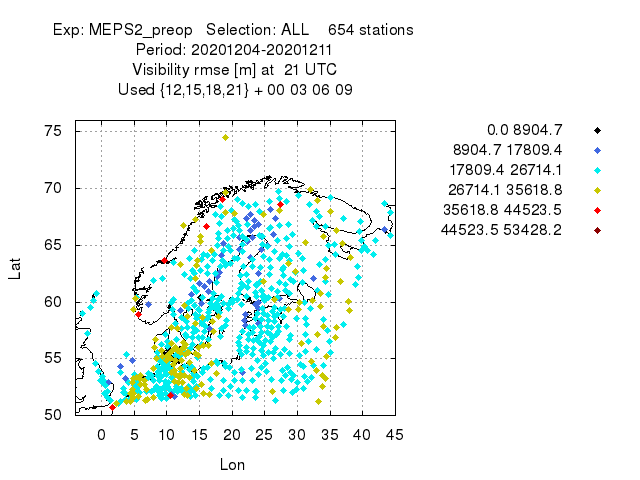 Exp: MEPS2_preop   Selection: ALL    654 stations
Period: 20201204-20201211
Visibility rmse [m] at  21 UTC
Used {12,15,18,21} + 00 03 06 09
0.0 8904.7
8904.7 17809.4
17809.4 26714.1
26714.1 35618.8
35618.8 44523.5
44523.5 53428.2
75
70
65
60
55
50
Lat
0 5 10 15 20 25 30 35 40 45
Lon